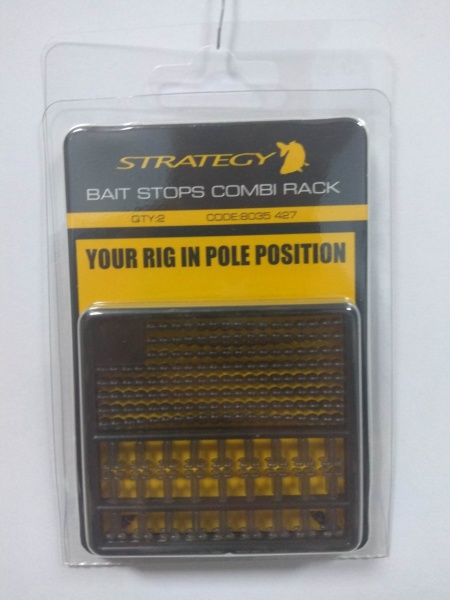 STRATEGY
BAIT STOPS COMBI RACK
QTY:2 CODE:8035 427
YOUR RIG IN POLE POSITION